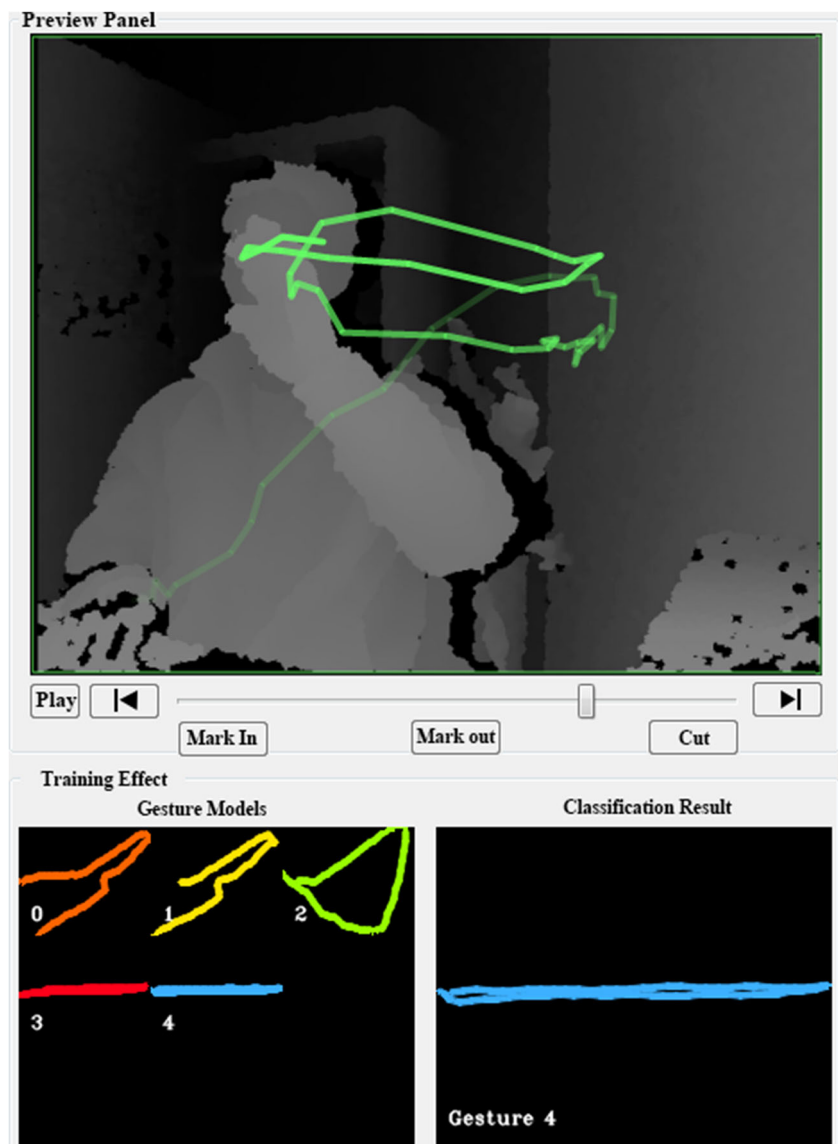 Preview Panel
Play
Mark In
Mark out
Cut
Training Effect
Gesture Models
Classification Result
0
1
2
3
4
Gesture 4